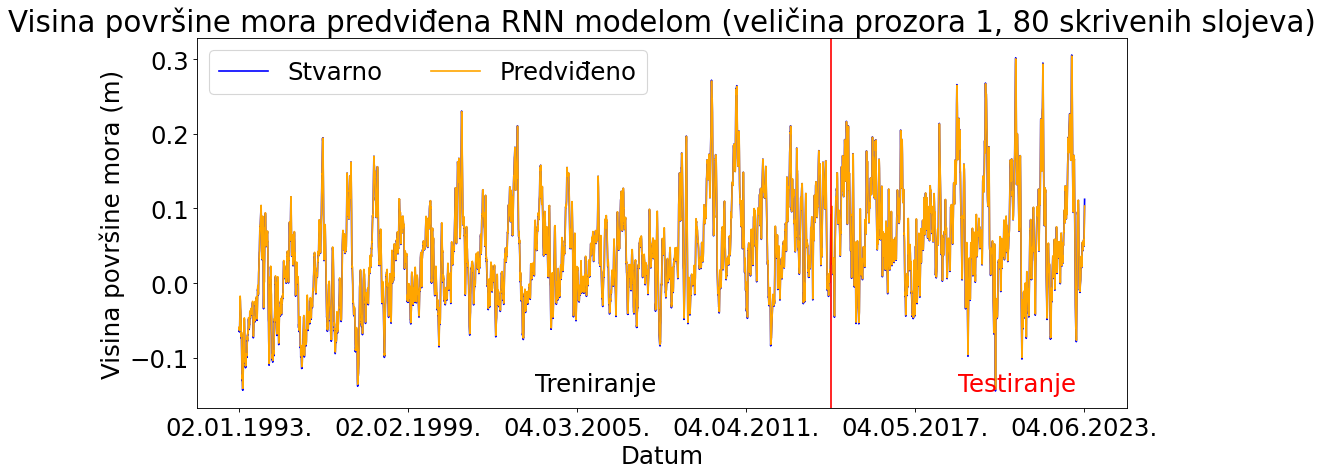 Visina površine mora predviđena RNN modelom (veličina prozora 1, 80 skrivenih slojeva)
Stvarno Predviđeno
Visina površine mora (m)
0.3
0.2
0.1
0.0
−0.1
Treniranje Testiranje
02.01.1993. 02.02.1999. 04.03.2005. 04.04.2011. 04.05.2017. 04.06.2023.
Datum